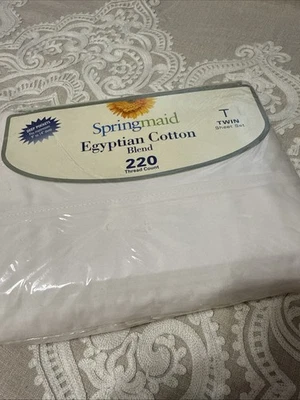 Springmaid
Egyptian Cotton
Blend
220
Thread Count
T
TWIN
Sheet Set